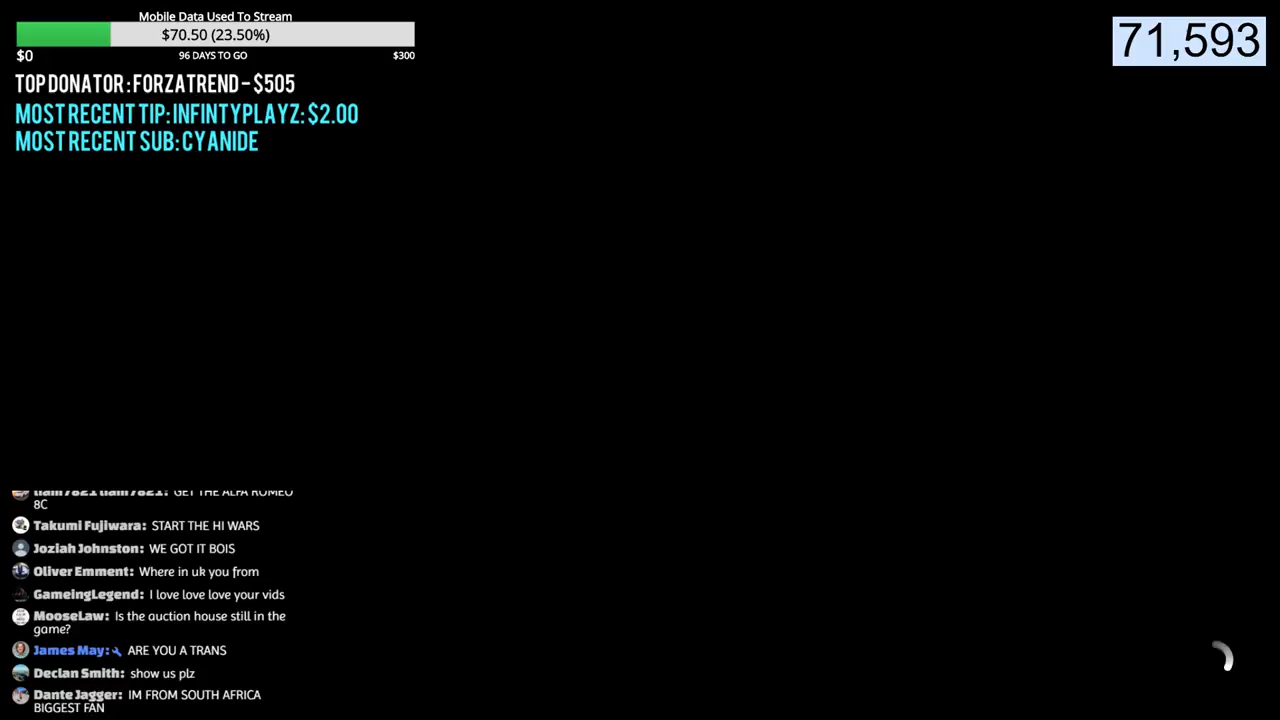 Mobile Data Used To Stream
71,593
$70.50 (23.50%)
$0 96 DAYS TO GO $300
TOP DONATOR : FORZATREND - $505
MOST RECENT TIP: INFINTYPLAYZ: $2.00
MOST RECENT SUB: CYANIDE
liam7821 liam7821: GET THE ALFA ROMEO
8C
Takumi Fujiwara: START THE HI WARS
Joziah Johnston: WE GOT IT BOIS
Oliver Emment: Where in uk you from
GameingLegend: I love love love your vids
MooseLaw: Is the auction house still in the
game?
James May: ARE YOU A TRANS
Declan Smith: show us plz
Dante Jagger: IM FROM SOUTH AFRICA
BIGGEST FAN